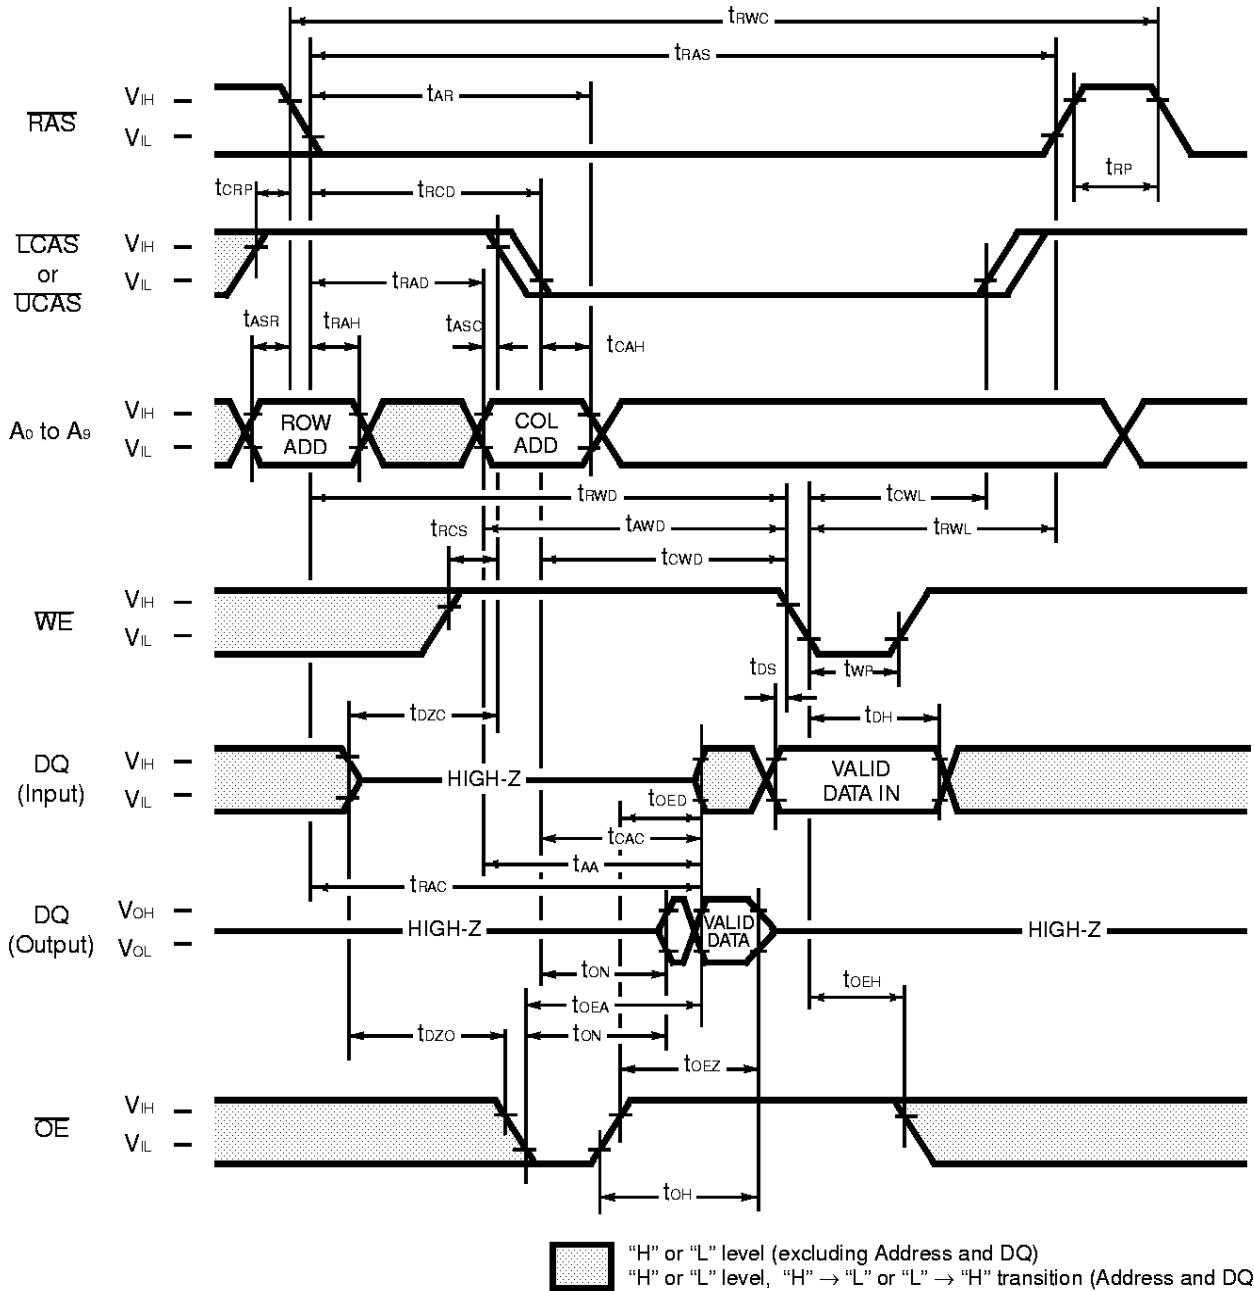 tRWC
tRAS
tAR
RAS
VIH
VIL
tCRP
tRCD
tRP
LCAS
or
UCAS
VIH
VIL
tRAD
tASR
tRAH
tASC
tCAH
A0 to A9
VIH
VIL
ROW
ADD
COL
ADD
tRWD
tCWL
tAWD
tRWL
tRCS
tCWD
WE
VIH
VIL
tDS
tWP
tDZC
tDH
DQ
(Input)
VIH
VIL
HIGH-Z
VALID
DATA IN
tOED
tCAC
tAA
tRAC
DQ
(Output)
VOH
VOL
HIGH-Z
VALID
DATA
HIGH-Z
tON
tOEH
tOEA
tDZO
tON
tOEZ
OE
VIH
VIL
tOH
“H” or “L” level (excluding Address and DQ)
“H” or “L” level, “H” → “L” or “L” → “H” transition (Address and DQ